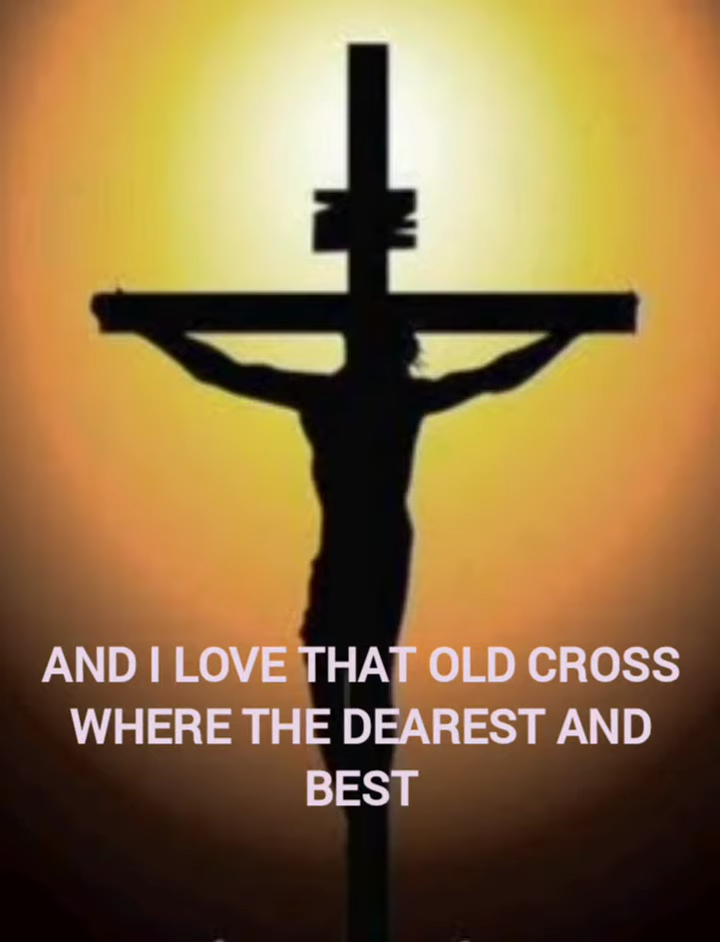 AND I LOVE THAT OLD CROSS
WHERE THE DEAREST AND
BEST